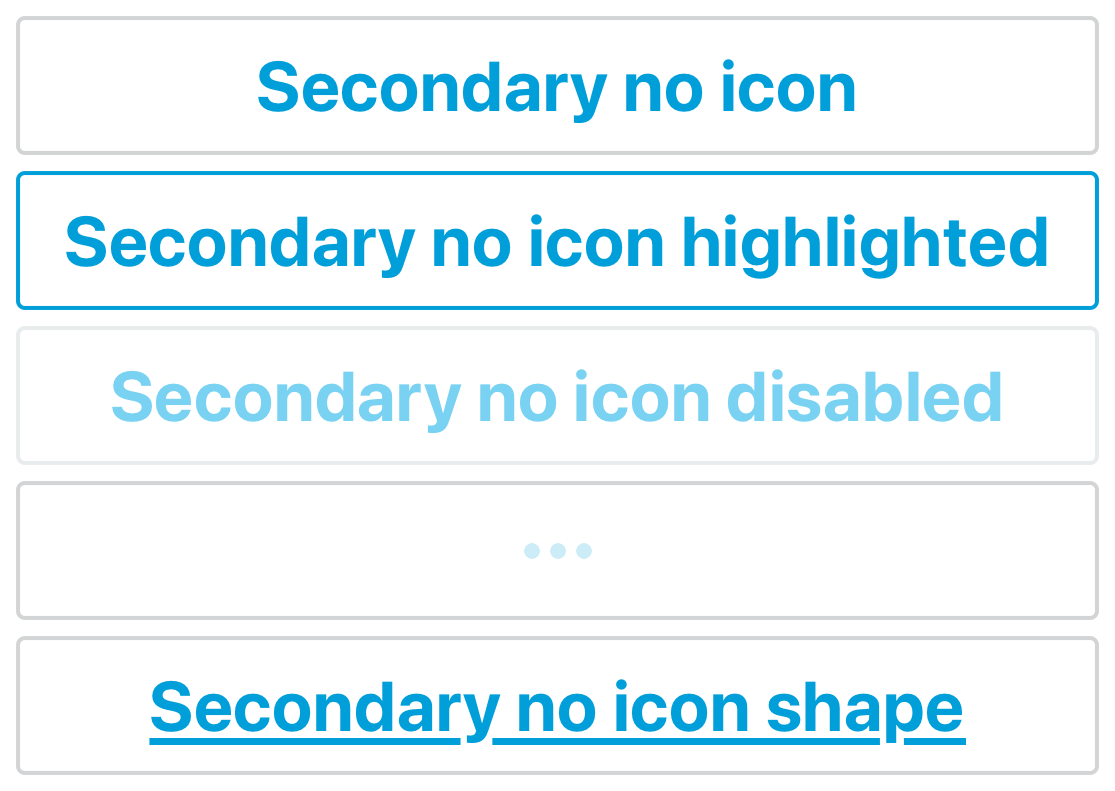 Secondary no icon
Secondary no icon highlighted
Secondary no icon disabled
Secondary no icon shape